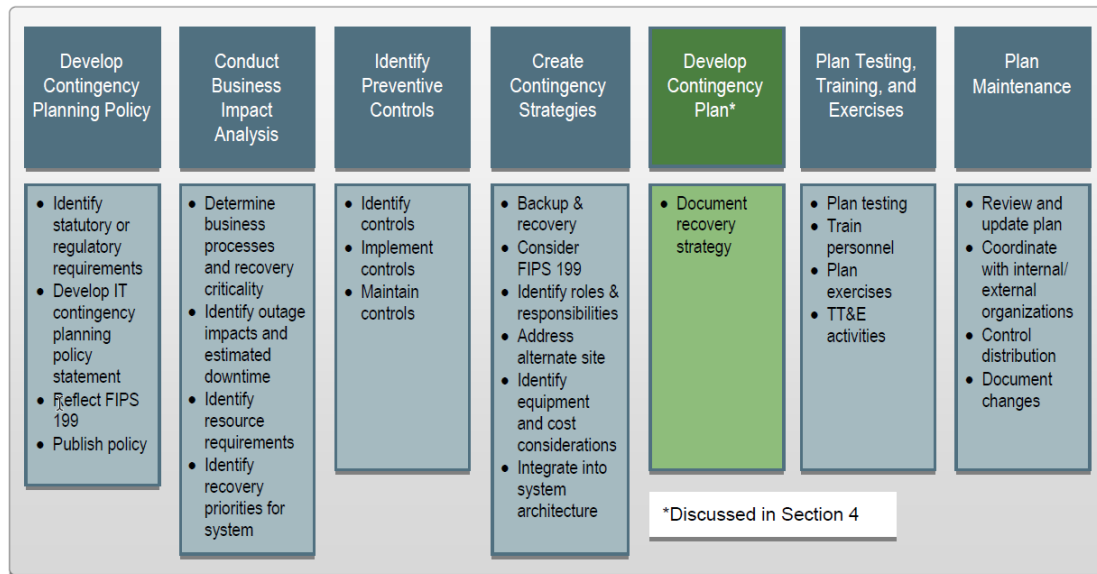 Develop
Contingency
Planning Policy
Conduct
Business
Impact
Analysis
Identify
Preventive
Controls
Create
Contingency
Strategies
Develop
Contingency
Plan*
Plan Testing,
Training, and
Exercises
Plan
Maintenance
• Identify
statutory or
regulatory
requirements
• Develop IT
contingency
planning
policy
statement
• Reflect FIPS
199
• Publish policy
• Determine
business
processes
and recovery
criticality
• Identify outage
impacts and
estimated
downtime
• Identify
resource
requirements
• Identify
recovery
priorities for
system
• Identify
controls
• Implement
controls
• Maintain
controls
• Backup &
recovery
• Consider
FIPS 199
• Identify roles &
responsibilities
• Address
alternate site
• Identify
equipment
and cost
considerations
• Integrate into
system
architecture
• Document
recovery
strategy
• Plan testing
• Train
personnel
• Plan
exercises
• TT&E
activities
• Review and
update plan
• Coordinate
with internal/
external
organizations
• Control
distribution
• Document
changes
*Discussed in Section 4